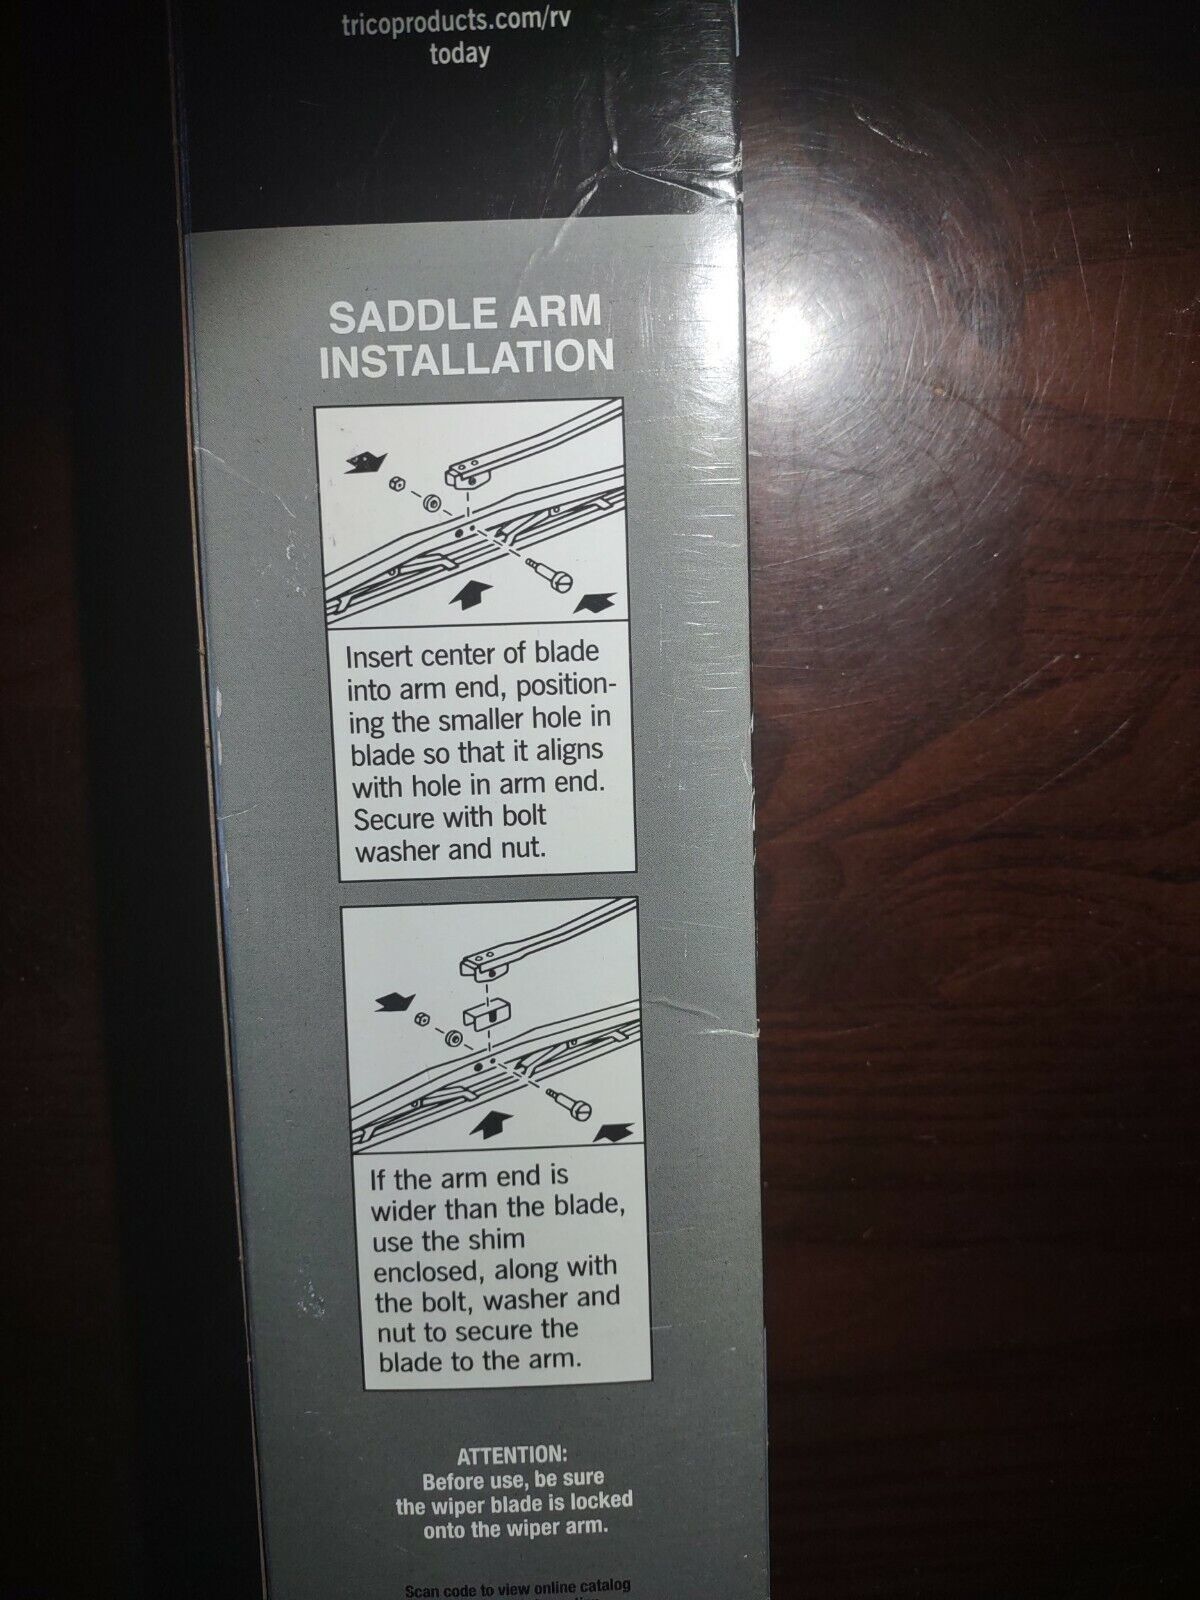 tricoproducts.com/rv
today
SADDLE ARM
INSTALLATION
Insert center of blade
into arm end, position-
ing the smaller hole in
blade so that it aligns
with hole in arm end.
Secure with bolt
washer and nut.
If the arm end is
wider than the blade,
use the shim
enclosed, along with
the bolt, washer and
nut to secure the
blade to the arm.
ATTENTION:
Before use, be sure
the wiper blade is locked
onto the wiper arm.
Scan code to view online catalog